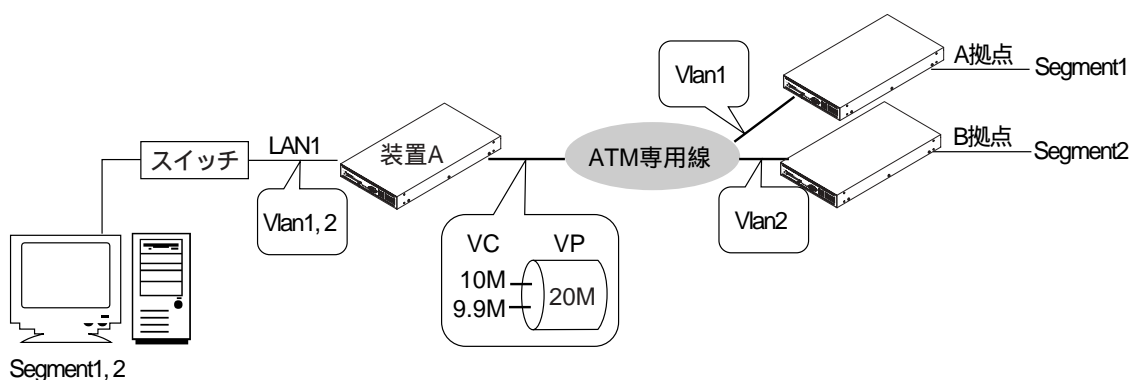 Vlan1
A拠点
Segment1
スイッチ
LAN1
装置A
ATM専用線
B拠点
Segment2
Vlan1, 2
Vlan2
VC
VP
10M
9.9M
20M
Segment1, 2